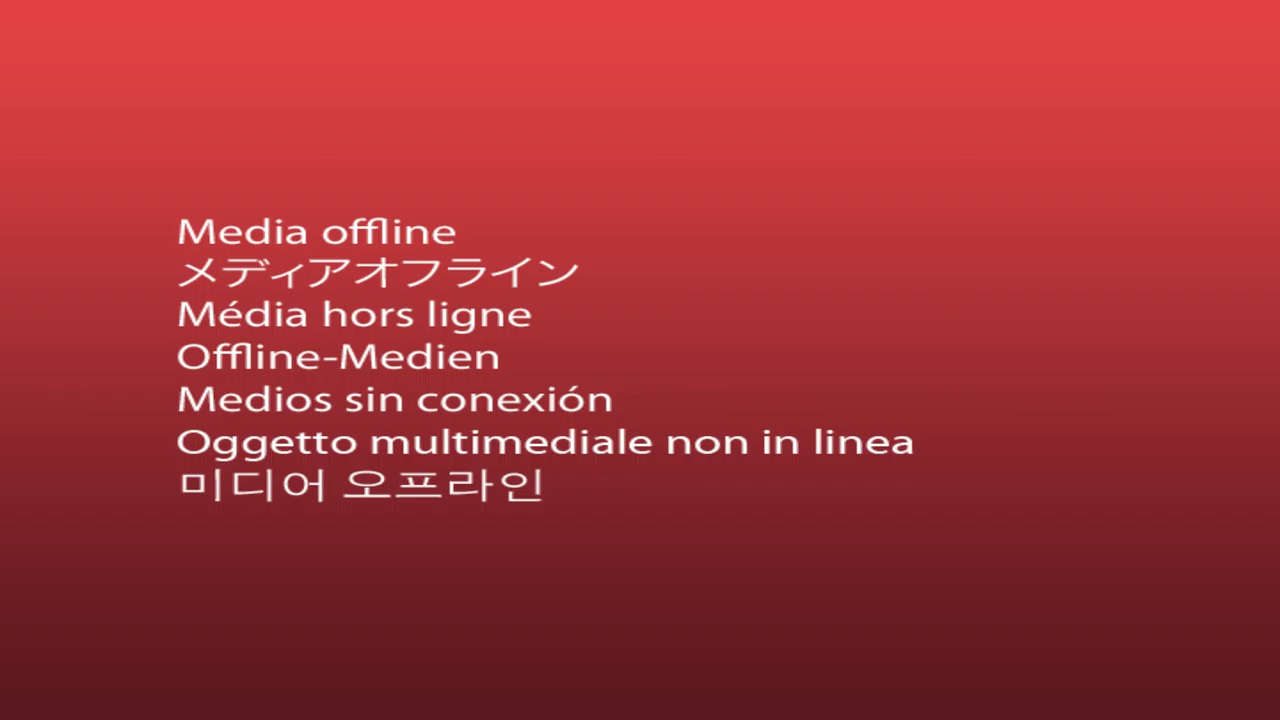 Media offline
メディアオフライン
Média hors ligne
Offline-Medien
Medios sin conexión
Oggetto multimediale non in linea
미디어 오프라인